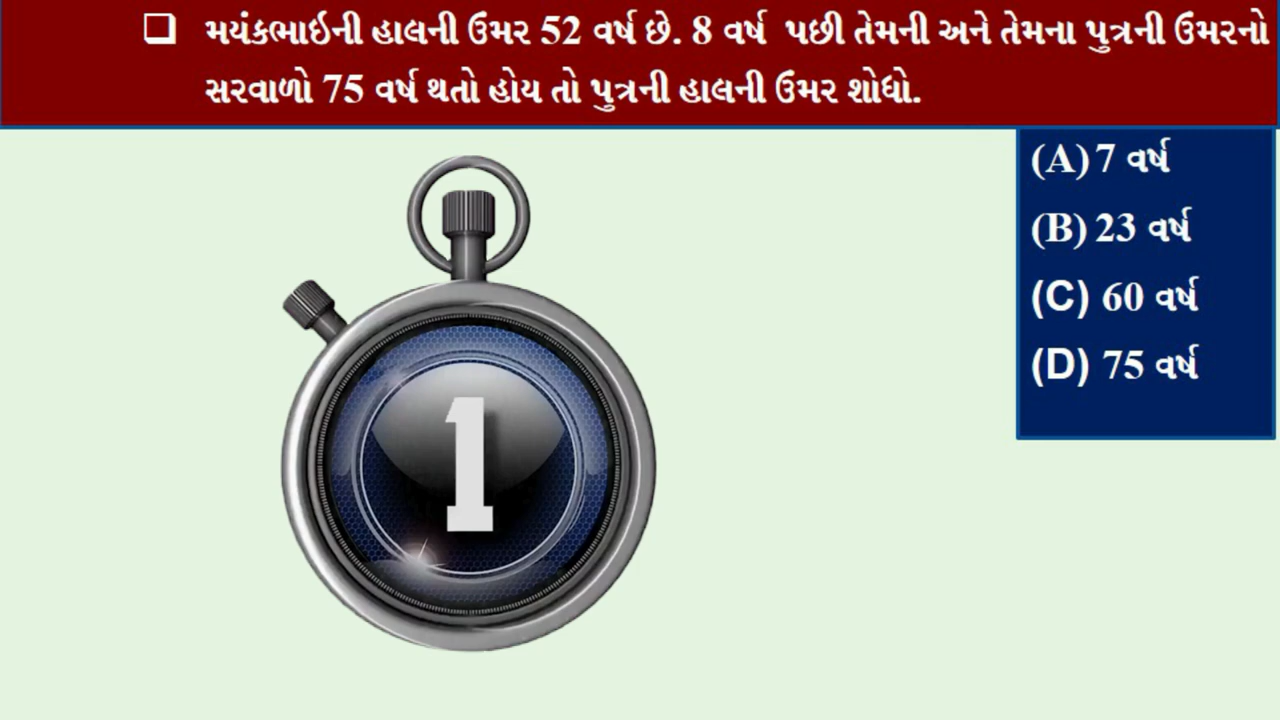 ❑ મયંકભાઇની હાલની ઉંમર 52 વર્ષ છે. 8 વર્ષ પછી તેમની અને તેમના પુત્રની ઉંમરનો
સરવાળો 75 વર્ષ થતો હોય તો પુત્રની હાલની ઉંમર શોધો.
(A) 7 વર્ષ
(B) 23 વર્ષ
(C) 60 વર્ષ
(D) 75 વર્ષ
1